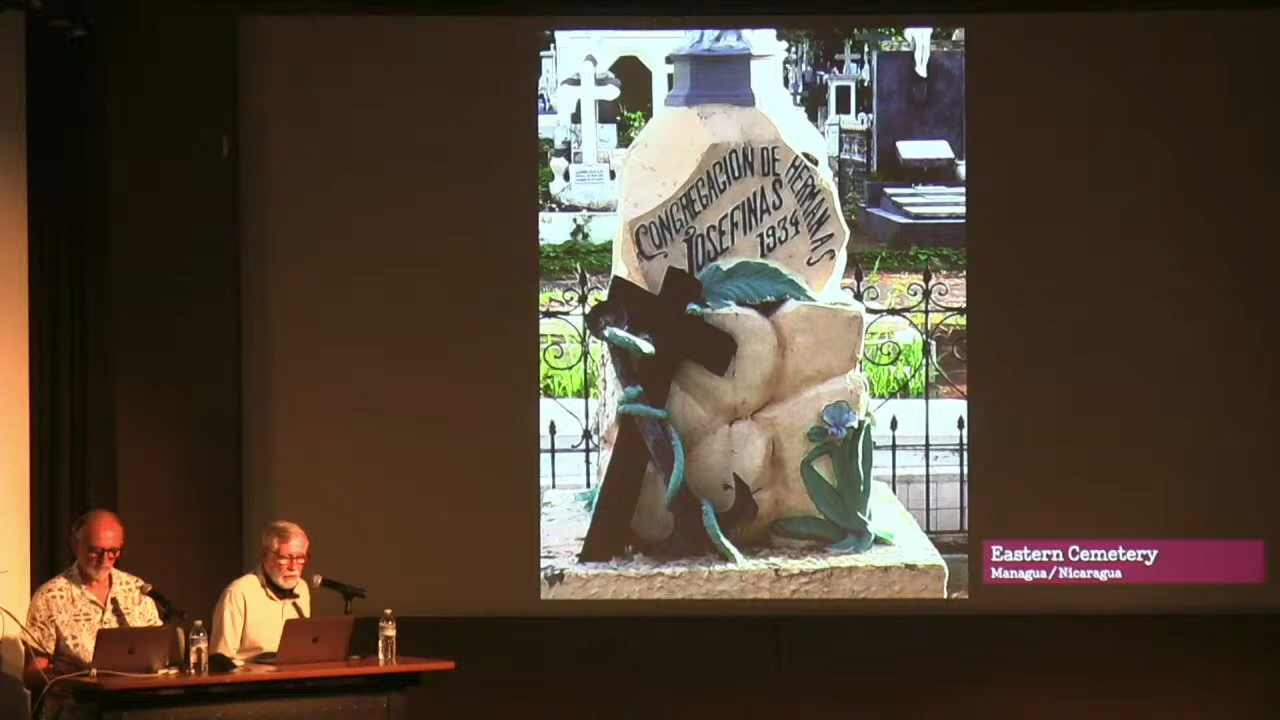 CONGREGACION DE HERMANAS
JOSEFINAS
1934
Eastern Cemetery
Managua/Nicaragua